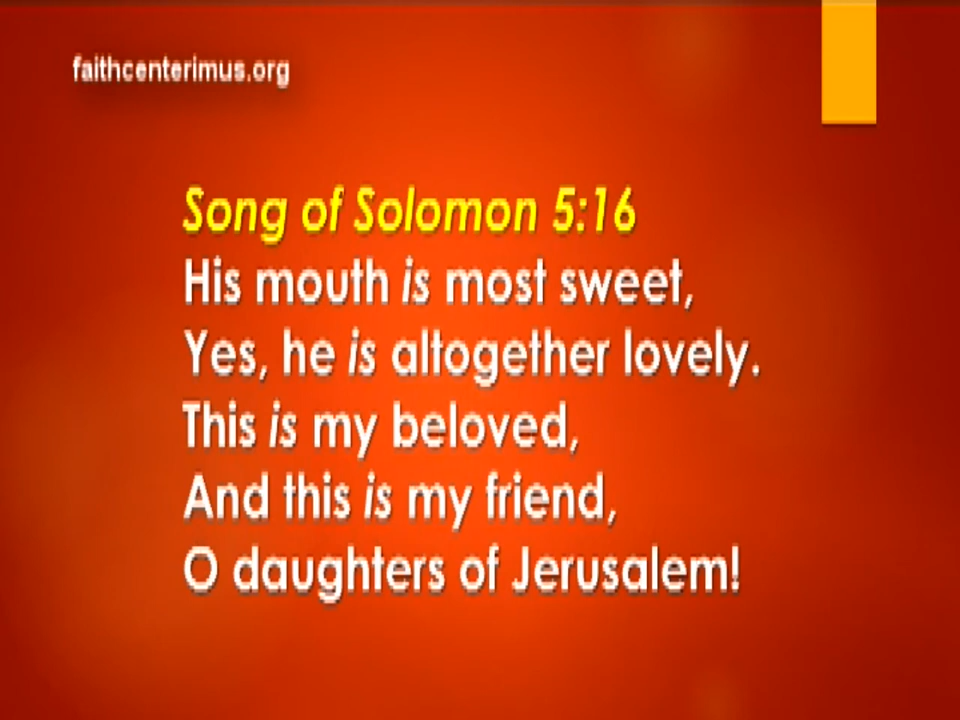 faithcenterimus.org
Song of Solomon 5:16
His mouth is most sweet,
Yes, he is altogether lovely.
This is my beloved,
And this is my friend,
O daughters of Jerusalem!